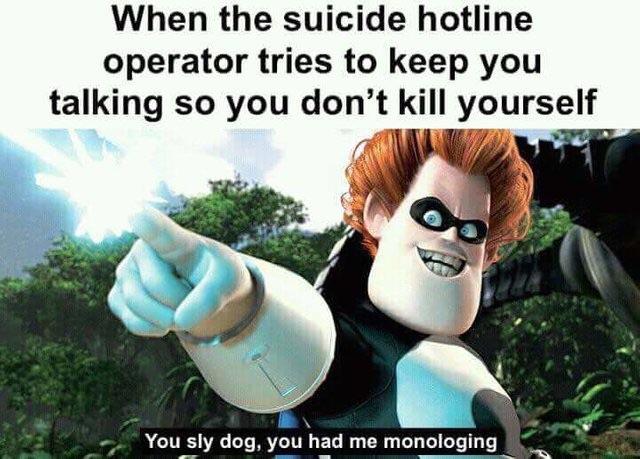 When the suicide hotline
operator tries to keep you
talking so you don’t kill yourself
You sly dog, you had me monologing